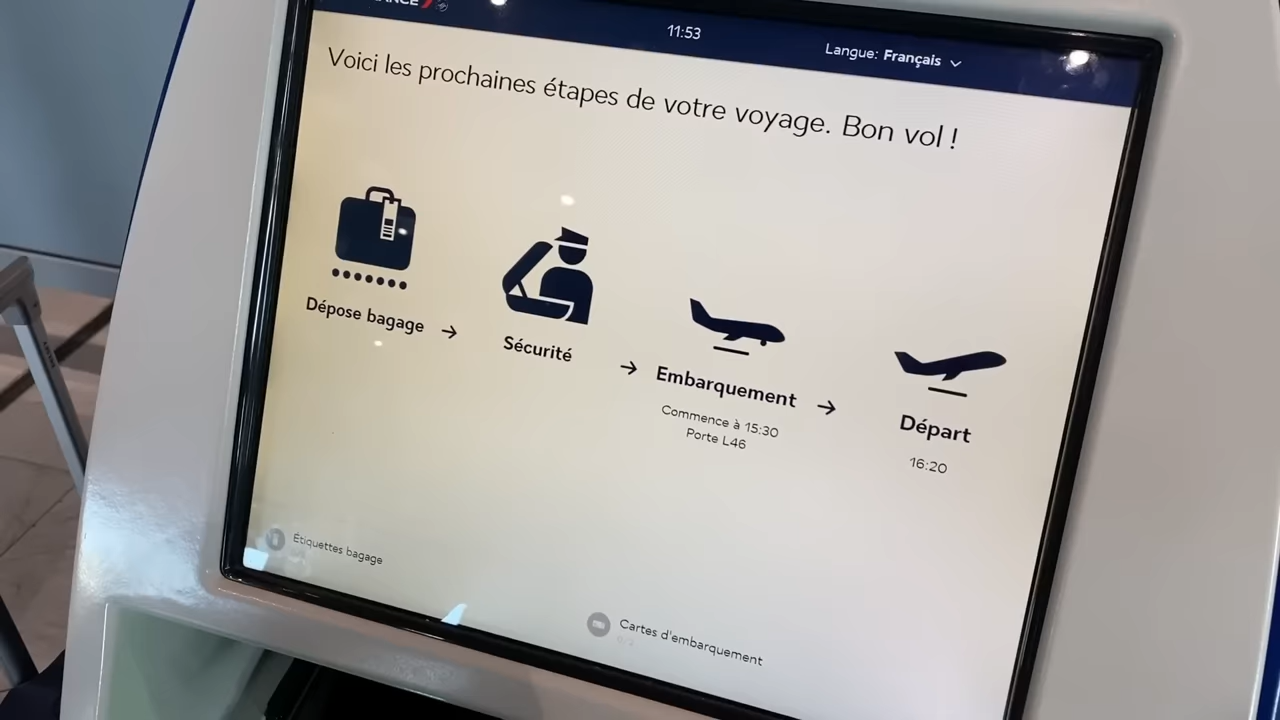 11:53
Langue: Français
Voici les prochaines étapes de votre voyage. Bon vol !
Dépose bagage
Sécurité
Embarquement
Commence à 15:30
Porte L46
Départ
16:20
Étiquettes bagage
Cartes d'embarquement